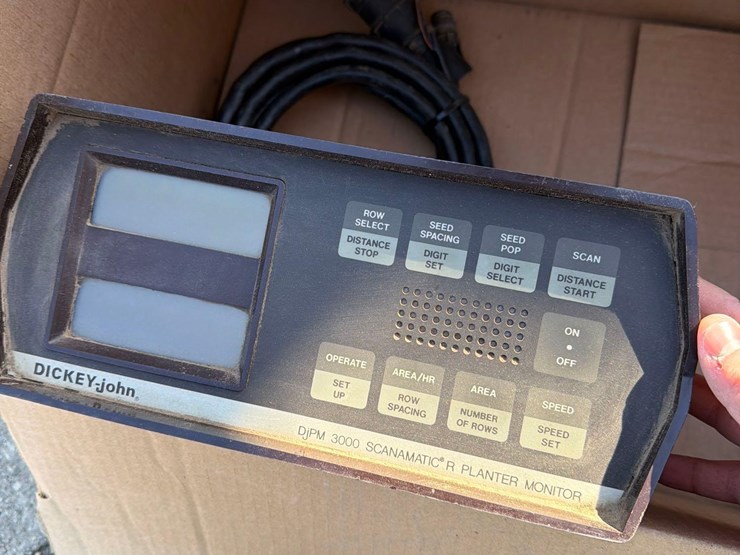 ROW
SELECT
DISTANCE
STOP
SEED
SPACING
DIGIT
SET
SEED
POP
DIGIT
SELECT
SCAN
DISTANCE
START
ON
•
OFF
OPERATE
SET
UP
AREA/HR
ROW
SPACING
AREA
NUMBER
OF ROWS
SPEED
SPEED
SET
DICKEY-john®
DjPM 3000 SCANAMATIC® R PLANTER MONITOR